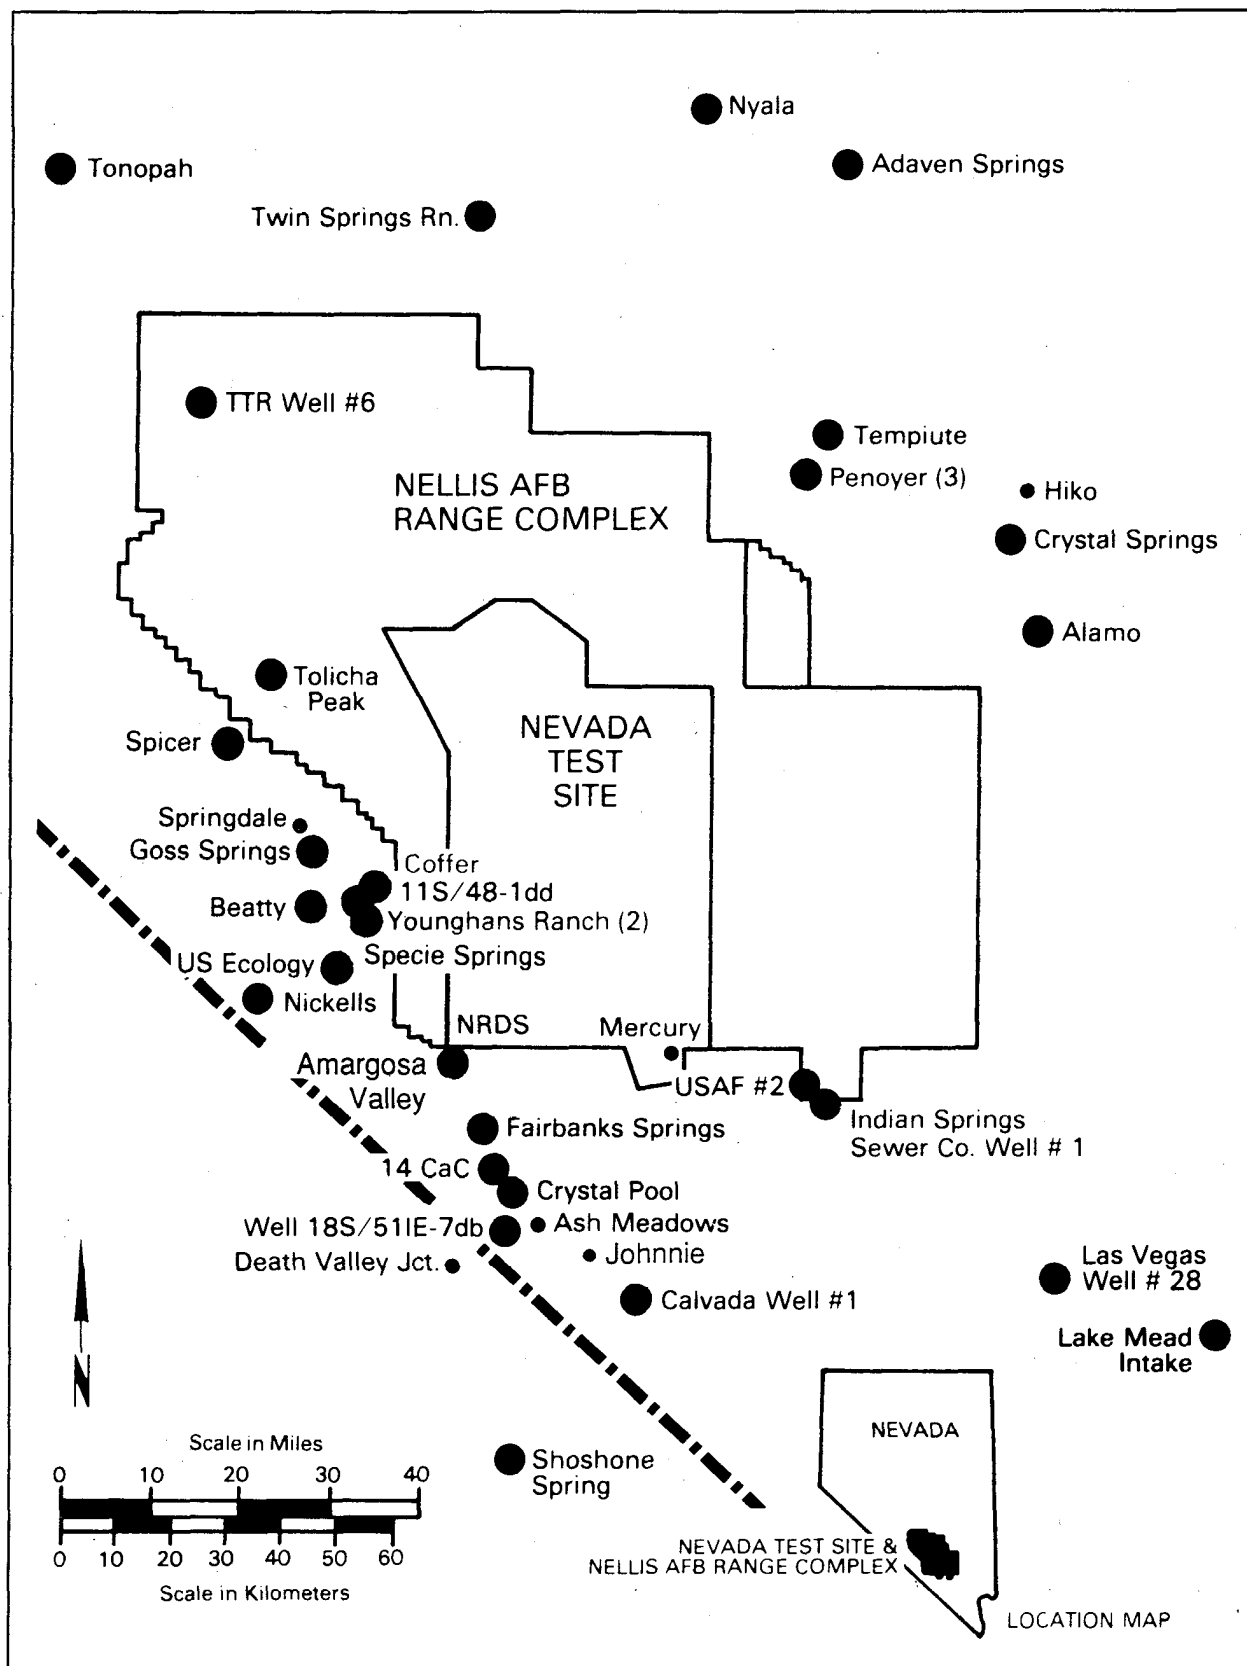 Nyala
Tonopah
Adaven Springs
Twin Springs Rn.
TTR Well #6
Tempiute
Penoyer (3)
NELLIS AFB
RANGE COMPLEX
Hiko
Crystal Springs
Alamo
Tolicha
Peak
NEVADA
TEST
SITE
Spicer
Springdale
Goss Springs
Coffer
11S/48-1dd
Beatty
Younghans Ranch (2)
Specie Springs
US Ecology
Nickells
NRDS
Mercury
Amargosa
Valley
USAF #2
Indian Springs
Sewer Co. Well # 1
Fairbanks Springs
14 CaC
Crystal Pool
Well 18S/51IE-7db
Ash Meadows
Death Valley Jct.
Johnnie
Calvada Well #1
Las Vegas
Well # 28
Lake Mead
Intake
N
Scale in Miles
0 10 20 30 40
0 10 20 30 40 50 60
Scale in Kilometers
Shoshone
Spring
NEVADA
NEVADA TEST SITE &
NELLIS AFB RANGE COMPLEX
LOCATION MAP